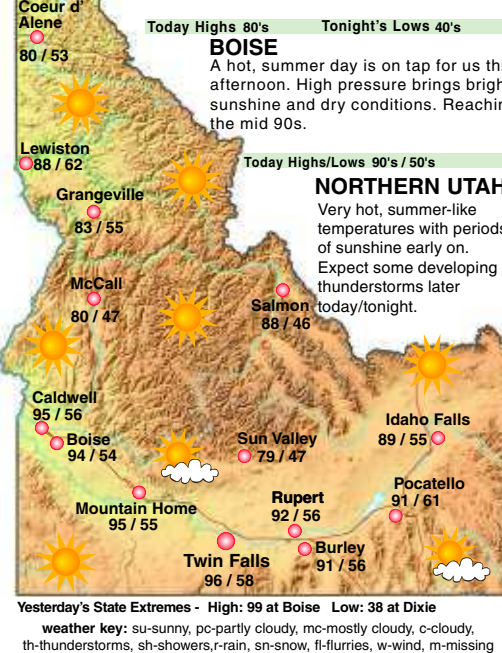 Coeur d'
Alene
80 / 53
Today Highs 80's Tonight's Lows 40's
BOISE
A hot, summer day is on tap for us
afternoon. High pressure brings
sunshine and dry conditions.
the mid 90s.
Lewiston
88 / 62
Today Highs/Lows 90's / 50's
Grangeville
83 / 55
NORTHERN UTAH
Very hot, summer-like
temperatures with periods
of sunshine early on.
Expect some developing
thunderstorms later
today/tonight.
McCall
80 / 47
Salmon
88 / 46
Caldwell
95 / 56
Boise
94 / 54
Sun Valley
79 / 47
Idaho Falls
89 / 55
Mountain Home
95 / 55
Rupert
92 / 56
Pocatello
91 / 61
Twin Falls
96 / 58
Burley
91 / 56
Yesterday's State Extremes - High: 99 at Boise Low: 38 at Dixie
weather key: su-sunny, pc-partly cloudy, mc-mostly cloudy, c-cloudy,
th-thunderstorms, sh-showers,r-rain, sn-snow, fl-flurries, w-wind, m-missing